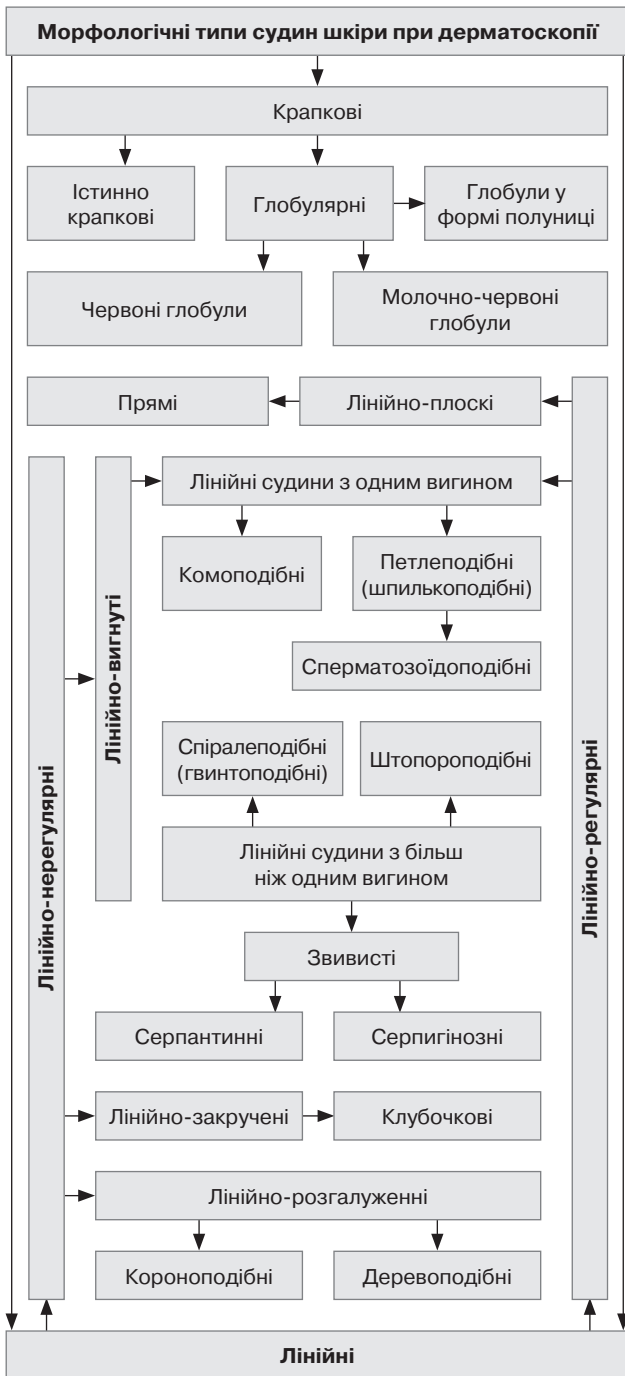 Морфологічні типи судин шкіри при дерматоскопії
Крапкові
Істинно
крапкові
Глобулярні
Глобули у
формі полуниці
Червоні глобули
Молочно-червоні
глобули
Прямі
Лінійно-плоскі
Лінійно-нерегулярні
Лінійно-вигнуті
Лінійно-регулярні
Лінійні судини з одним вигином
Комоподібні
Петлеподібні
(шпилькоподібні)
Сперматозоїдоподібні
Спіралеподібні
(гвинтоподібні)
Штопороподібні
Лінійні судини з більш
ніж одним вигином
Звивисті
Серпантинні
Серпигінозні
Лінійно-закручені
Клубочкові
Лінійно-розгалуженні
Короноподібні
Деревоподібні
Лінійні